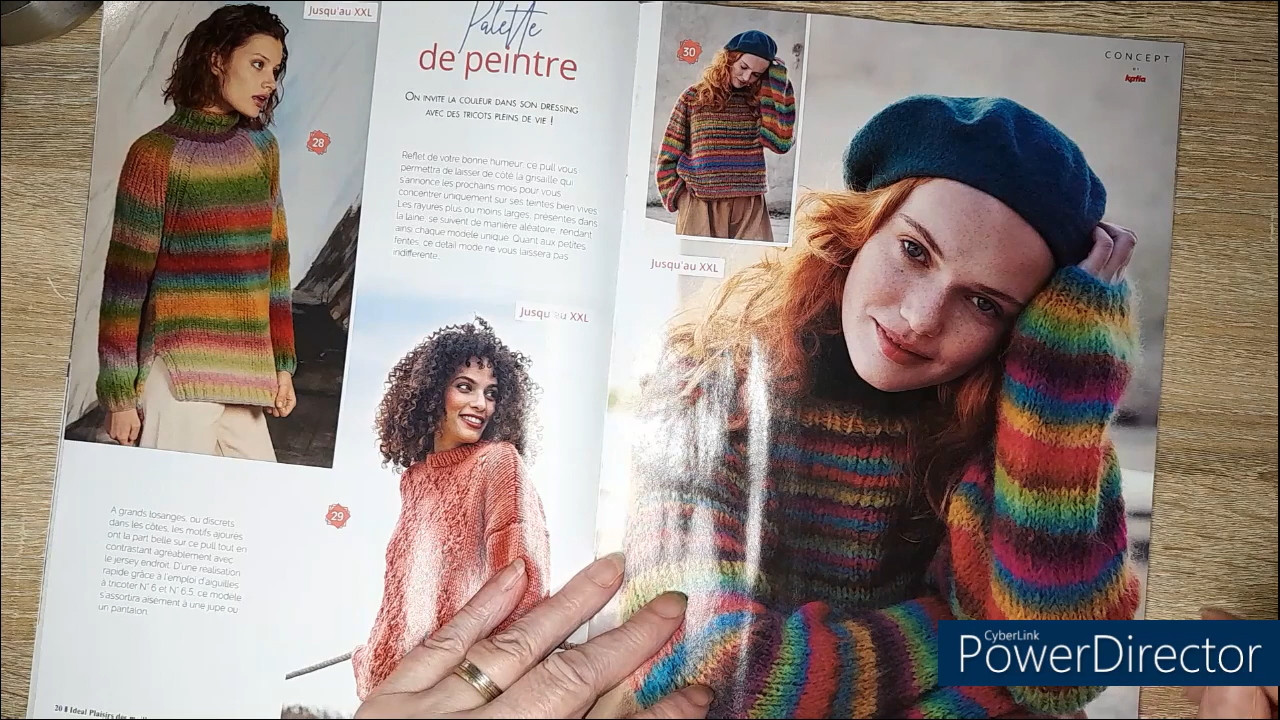 Jusqu'au XXL
28
Palette
de peintre
ON INVITE LA COULEUR DANS SON DRESSING
AVEC DES TRICOTS PLEINS DE VIE !
Reflet de votre bonne humeur, ce pull vous
permettra de laisser de côté la grisaille qui
s'annonce les prochains mois pour vous
concentrer uniquement sur ses teintes bien vives.
Les rayures plus ou moins larges, présentes dans
la laine, se suivent de manière aléatoire, rendant
ainsi chaque modèle unique. Quant aux petites
fentes, ce détail mode ne vous laissera pas
indifférente.
Jusqu'au XXL
A grands losanges, ou discrets
dans les côtes, les motifs ajourés
ont la part belle sur ce pull tout en
contrastant agréablement avec
le jersey endroit. D'une réalisation
rapide grâce à l'emploi d'aiguilles
à tricoter N° 6 et N° 6.5, ce modèle
s'assortira aisément à une jupe ou
un pantalon.
29
20 Ideal Plaisirs des
30
Jusqu'au XXL
CONCEPT
BY
katia
CyberLink
PowerDirector